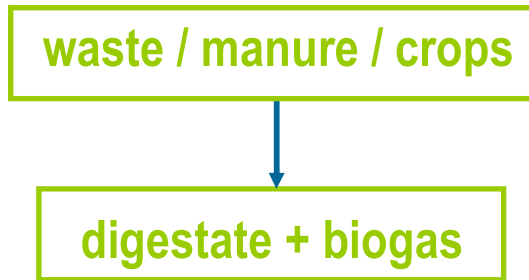 waste / manure / crops
digestate + biogas